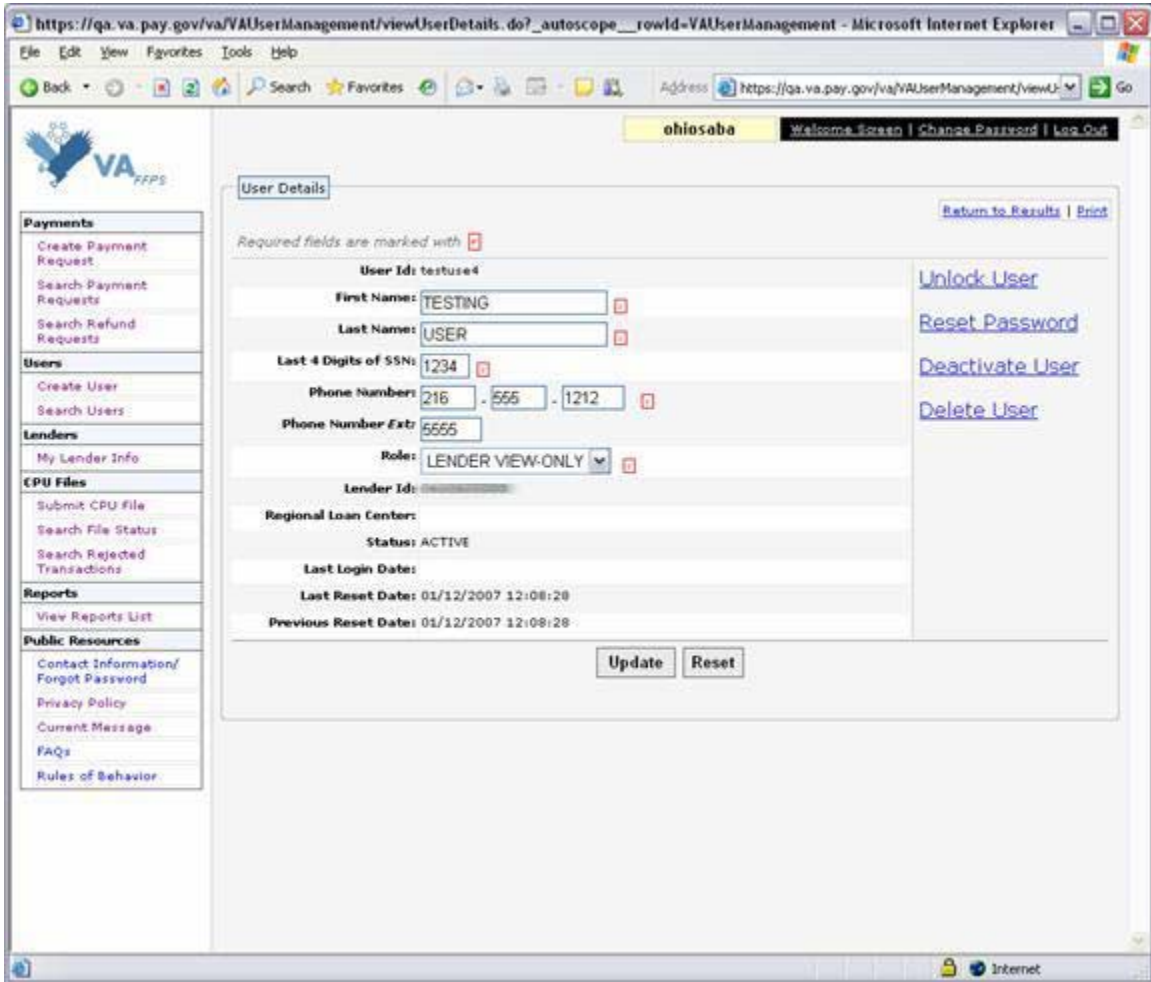 https://qa.va.pay.gov/va/VAUserManagement/viewUserDetails.do?_autoscope__rowId=VAUserManagement - Microsoft Internet Explorer
File Edit View Favorites Tools Help
Back Search Favorites Address https://qa.va.pay.gov/va/VAUserManagement/viewU Go
ohiosaba Welcome Screen | Change Password | Log Out
VA FFPS
User Details
Return to Results | Print
Required fields are marked with
Payments
Create Payment
Request
Search Payment
Requests
Search Refund
Requests
Users
Create User
Search Users
Lenders
My Lender Info
CPU Files
Submit CPU File
Search File Status
Search Rejected
Transactions
Reports
View Reports List
Public Resources
Contact Information/
Forgot Password
Privacy Policy
Current Message
FAQs
Rules of Behavior
User Id: testuse4
First Name: TESTING
Last Name: USER
Last 4 Digits of SSN: 1234
Phone Number: 216 - 555 - 1212
Phone Number Ext: 5555
Role: LENDER VIEW-ONLY
Lender Id:
Regional Loan Center:
Status: ACTIVE
Last Login Date:
Last Reset Date: 01/12/2007 12:08:28
Previous Reset Date: 01/12/2007 12:08:28
Unlock User
Reset Password
Deactivate User
Delete User
Update Reset
Internet